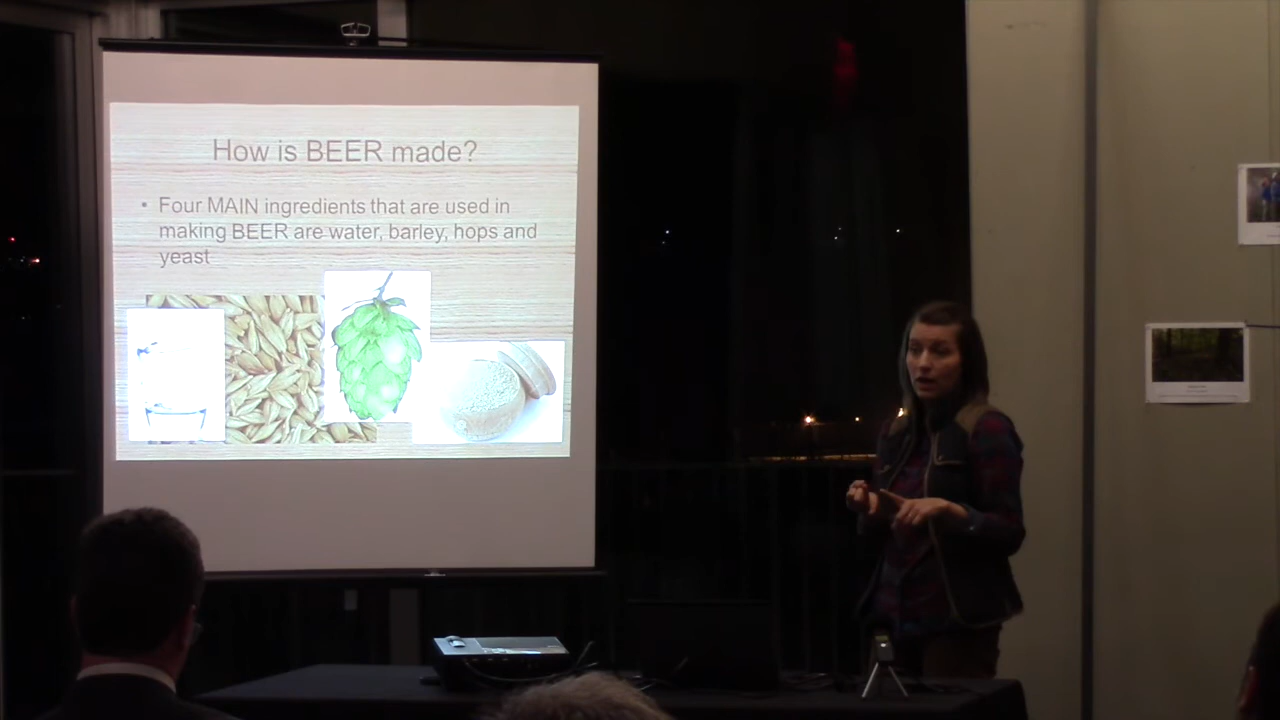 How is BEER made?
• Four MAIN ingredients that are used in
making BEER are water, barley, hops and
yeast